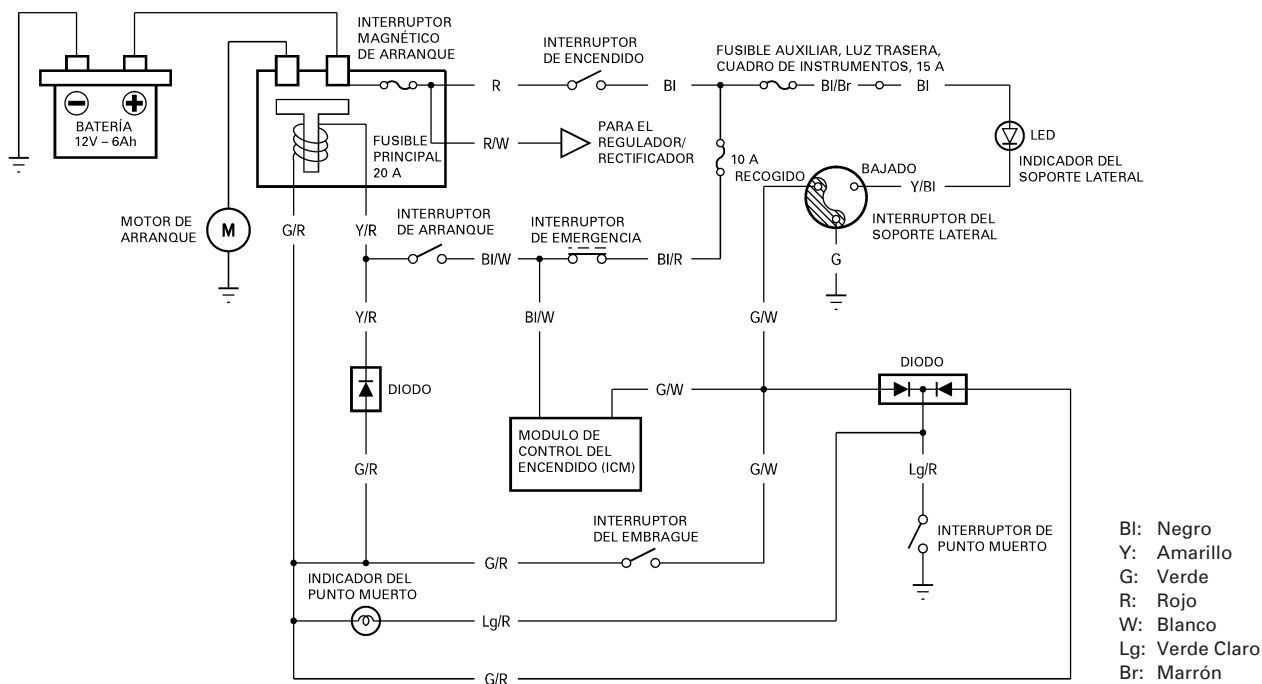 INTERRUPTOR
MAGNÉTICO
DE ARRANQUE
INTERRUPTOR
DE ENCENDIDO
FUSIBLE AUXILIAR, LUZ TRASERA,
CUADRO DE INSTRUMENTOS, 15 A
R
Bl
Bl/Br
Bl
BATERÍA
12V – 6Ah
FUSIBLE
PRINCIPAL
20 A
R/W
PARA EL
REGULADOR/
RECTIFICADOR
10 A
RECOGIDO
BAJADO
LED
INDICADOR DEL
SOPORTE LATERAL
Y/Bl
INTERRUPTOR DEL
SOPORTE LATERAL
G
MOTOR DE
ARRANQUE
M
G/R
Y/R
INTERRUPTOR
DE ARRANQUE
INTERRUPTOR
DE EMERGENCIA
Bl/W
Bl/R
Y/R
Bl/W
G/W
DIODO
G/W
DIODO
MODULO DE
CONTROL DEL
ENCENDIDO (ICM)
G/R
G/W
Lg/R
INTERRUPTOR
DEL EMBRAGUE
INTERRUPTOR DE
PUNTO MUERTO
G/R
INDICADOR DEL
PUNTO MUERTO
Lg/R
G/R
Bl: Negro
Y: Amarillo
G: Verde
R: Rojo
W: Blanco
Lg: Verde Claro
Br: Marrón